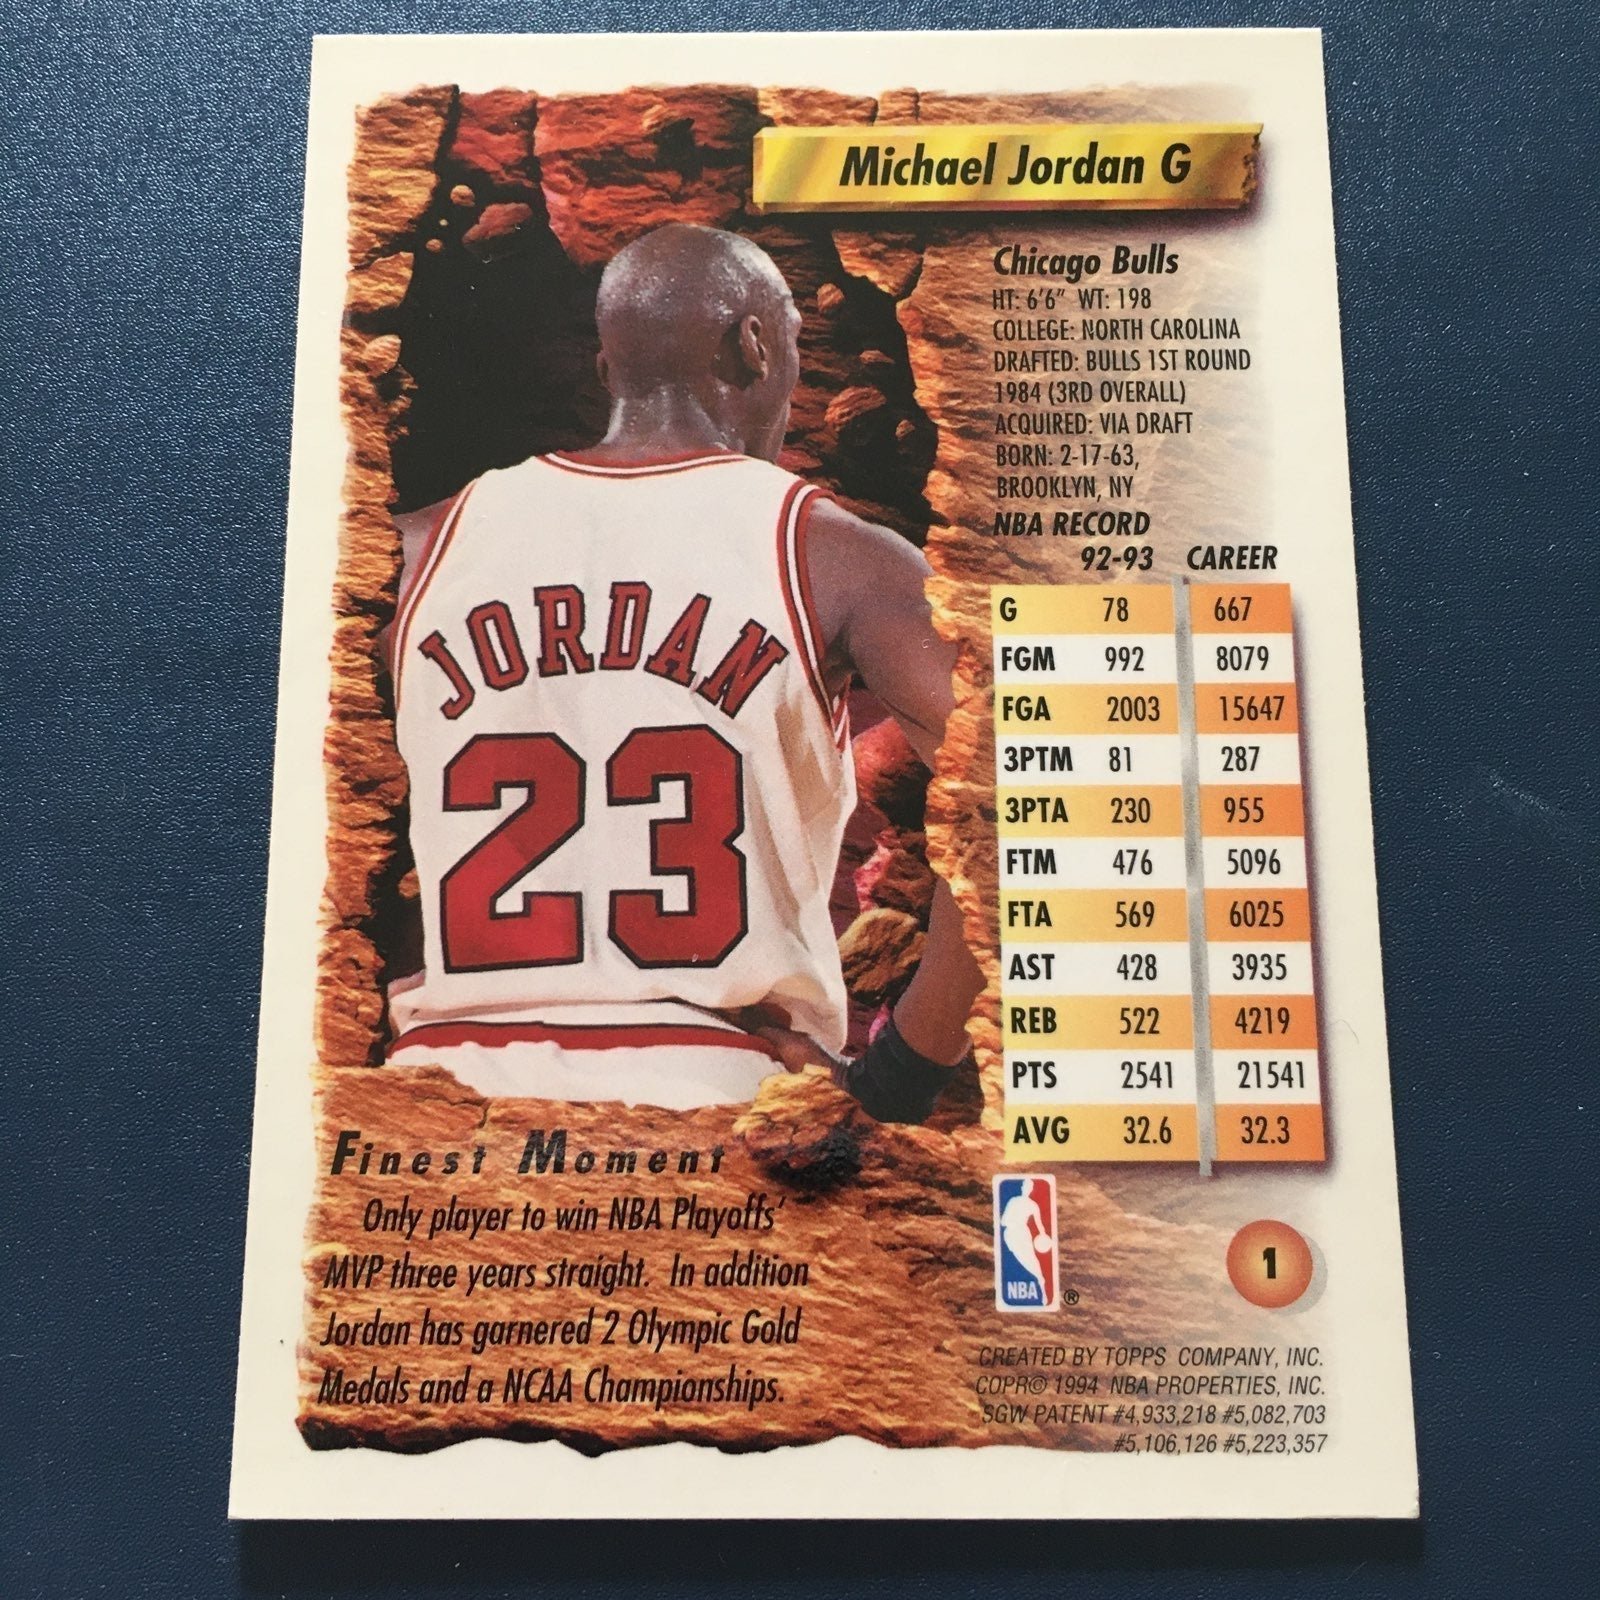 Michael Jordan G
Chicago Bulls
HT: 6'6" WT: 198
COLLEGE: NORTH CAROLINA
DRAFTED: BULLS 1ST ROUND
1984 (3RD OVERALL)
ACQUIRED: VIA DRAFT
BORN: 2-17-63,
BROOKLYN, NY
NBA RECORD
92-93 CAREER
G 78 667
FGM 992 8079
FGA 2003 15647
3PTM 81 287
3PTA 230 955
FTM 476 5096
FTA 569 6025
AST 428 3935
REB 522 4219
PTS 2541 21541
AVG 32.6 32.3
JORDAN
23
Finest Moment
Only player to win NBA Playoffs'
MVP three years straight. In addition
Jordan has garnered 2 Olympic Gold
Medals and a NCAA Championships.
NBA ®
1
CREATED BY TOPPS COMPANY, INC.
COPR© 1994 NBA PROPERTIES, INC.
SGW PATENT #4,933,218 #5,082,703
#5,106,126 #5,223,357